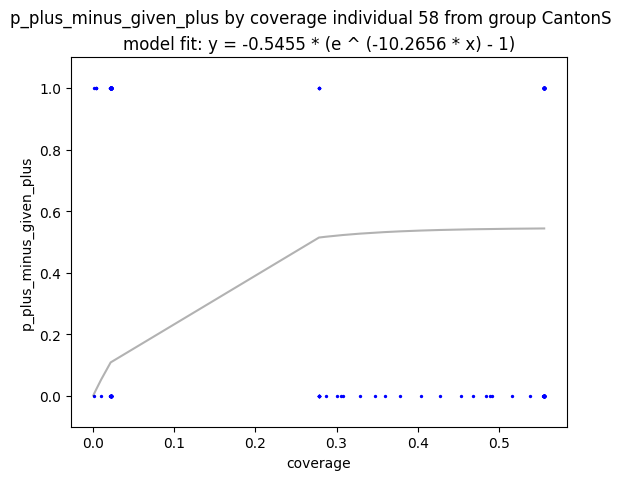 p_plus_minus_given_plus by coverage individual 58 from group CantonS
model fit: y = -0.5455 * (e ^ (-10.2656 * x) - 1)
p_plus_minus_given_plus
1.0
0.8
0.6
0.4
0.2
0.0
0.0 0.1 0.2 0.3 0.4 0.5
coverage